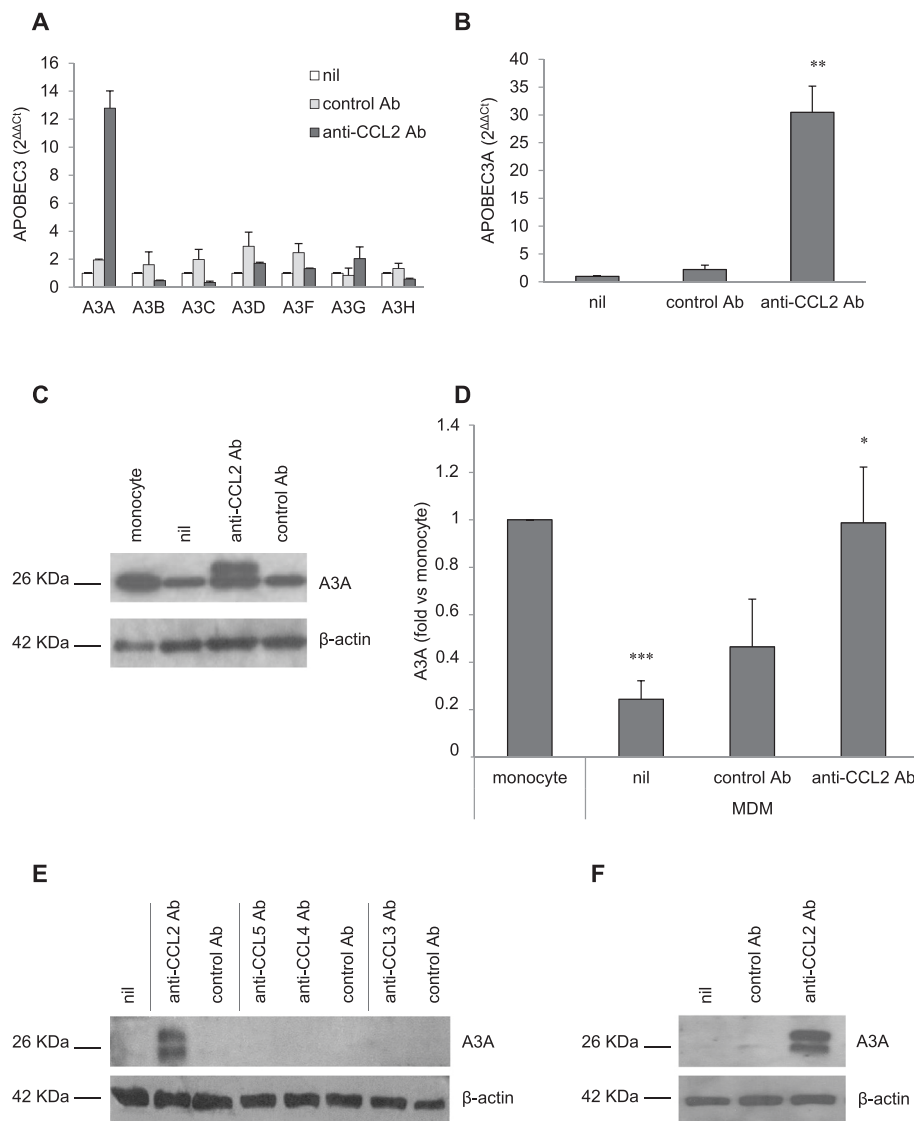 A
APOBEC3 (2^ΔΔCt)
16
14
12
10
8
6
4
2
0
nil
control Ab
anti-CCL2 Ab
A3A A3B A3C A3D A3F A3G A3H
B
APOBEC3A (2^ΔΔCt)
40
35
30
25
20
15
10
5
0
**
nil control Ab anti-CCL2 Ab
C
monocyte
nil
anti-CCL2 Ab
control Ab
26 KDa
A3A
42 KDa
β-actin
D
A3A (fold vs monocyte)
1.4
1.2
1
0.8
0.6
0.4
0.2
0
***
*
monocyte nil control Ab anti-CCL2 Ab
MDM
E
nil
anti-CCL2 Ab
control Ab
anti-CCL5 Ab
anti-CCL4 Ab
control Ab
anti-CCL3 Ab
control Ab
26 KDa
A3A
42 KDa
β-actin
F
nil
control Ab
anti-CCL2 Ab
26 KDa
A3A
42 KDa
β-actin